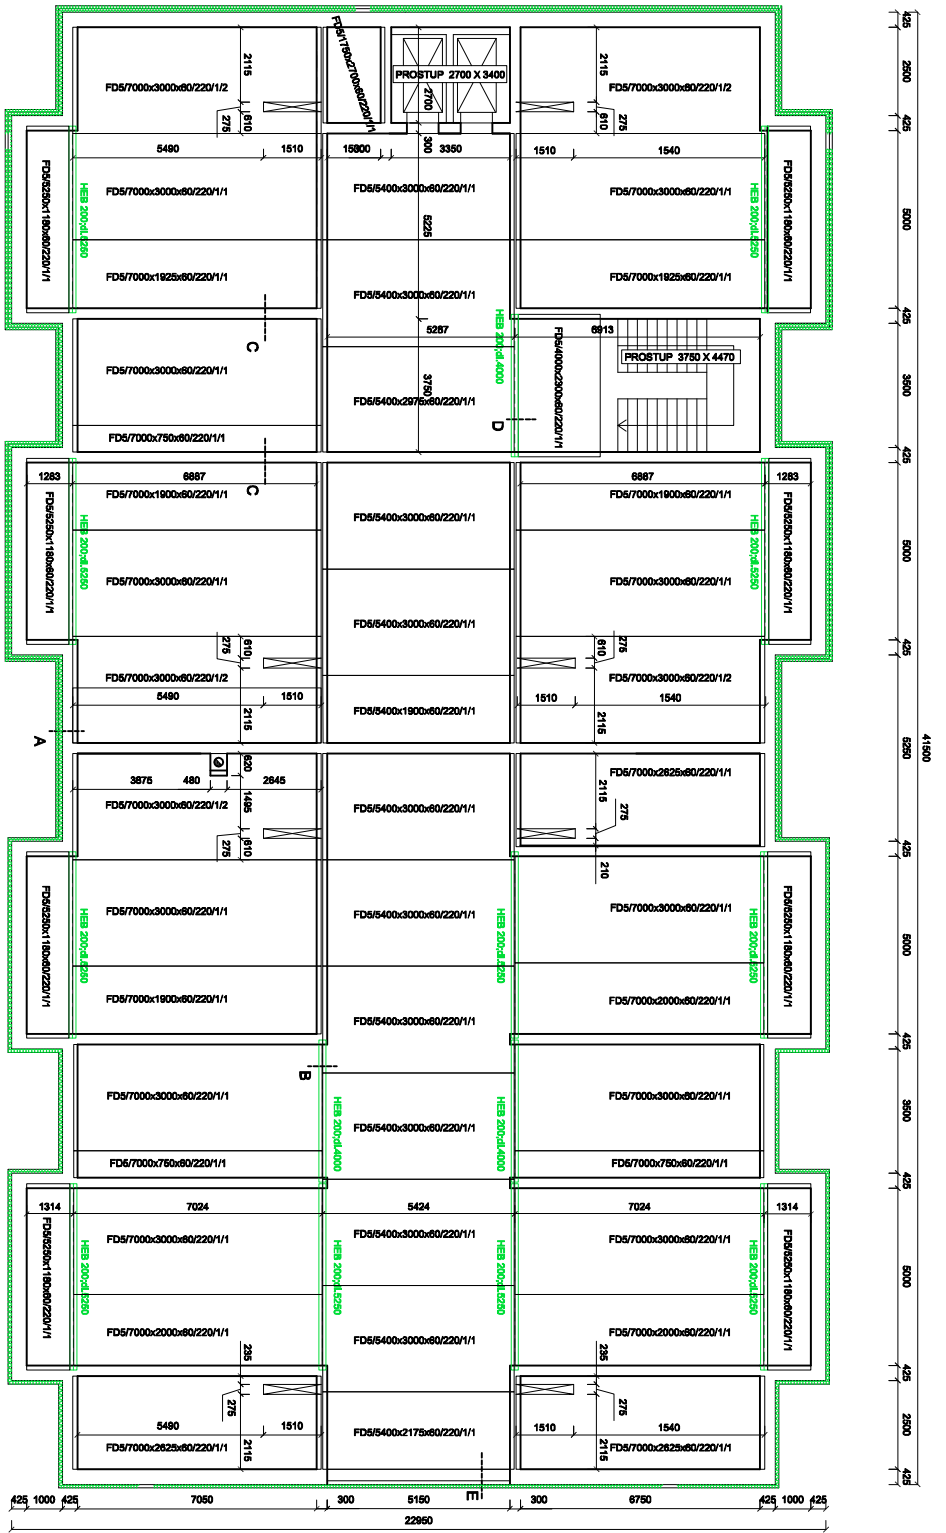 425
2500
425
5000
425
3500
425
5000
425
5250
41500
425
5000
425
3500
425
5000
425
2500
425
2115
FD5/7000x3000x60/220/1/2
610
275
5490
1510
FD5/1750x2700x60/220/1/1
PROSTUP 2700 X 3400
2700
300
3350
2115
FD5/7000x3000x60/220/1/2
610
275
1510
1540
FD5/5250x1180x60/220/1/1
HEB 200;dl.5250
FD5/7000x3000x60/220/1/1
FD5/7000x1925x60/220/1/1
FD5/5400x3000x60/220/1/1
5225
FD5/5400x3000x60/220/1/1
FD5/7000x3000x60/220/1/1
FD5/7000x1925x60/220/1/1
HEB 200;dl.5250
FD5/5250x1180x60/220/1/1
C
5287
6913
HEB 200;dl.4000
FD5/4000x2300x60/220/1/1
PROSTUP 3750 X 4470
FD5/7000x3000x60/220/1/1
3750
FD5/5400x2975x60/220/1/1
D
FD5/7000x750x60/220/1/1
C
1283
6887
FD5/7000x1900x60/220/1/1
FD5/5400x3000x60/220/1/1
6887
1283
FD5/7000x1900x60/220/1/1
FD5/5250x1180x60/220/1/1
HEB 200;dl.5250
FD5/7000x3000x60/220/1/1
FD5/5400x3000x60/220/1/1
FD5/7000x3000x60/220/1/1
HEB 200;dl.5250
FD5/5250x1180x60/220/1/1
275
610
FD5/7000x3000x60/220/1/2
5490
1510
2115
FD5/5400x1900x60/220/1/1
610
275
FD5/7000x3000x60/220/1/2
1510
1540
2115
A
620
3875
480
2645
FD5/7000x3000x60/220/1/2
1495
275
610
FD5/5400x3000x60/220/1/1
FD5/7000x2625x60/220/1/1
2115
275
210
FD5/5250x1180x60/220/1/1
HEB 200;dl.5250
FD5/7000x3000x60/220/1/1
FD5/7000x1900x60/220/1/1
FD5/5400x3000x60/220/1/1
HEB 200;dl.5250
FD5/5400x3000x60/220/1/1
FD5/7000x3000x60/220/1/1
FD5/7000x2000x60/220/1/1
HEB 200;dl.5250
FD5/5250x1180x60/220/1/1
B
FD5/7000x3000x60/220/1/1
HEB 200;dl.4000
FD5/5400x3000x60/220/1/1
HEB 200;dl.4000
FD5/7000x3000x60/220/1/1
FD5/7000x750x60/220/1/1
FD5/7000x750x60/220/1/1
1314
7024
5424
7024
1314
FD5/5250x1180x60/220/1/1
HEB 200;dl.5250
FD5/7000x3000x60/220/1/1
FD5/7000x2000x60/220/1/1
HEB 200;dl.5250
FD5/5400x3000x60/220/1/1
FD5/5400x3000x60/220/1/1
FD5/7000x3000x60/220/1/1
FD5/7000x2000x60/220/1/1
HEB 200;dl.5250
FD5/5250x1180x60/220/1/1
235
275
5490
1510
2115
FD5/7000x2625x60/220/1/1
FD5/5400x2175x60/220/1/1
235
275
1510
1540
2115
FD5/7000x2625x60/220/1/1
E
425 1000 425 7050 300 5150 300 6750 425 1000 425
22950